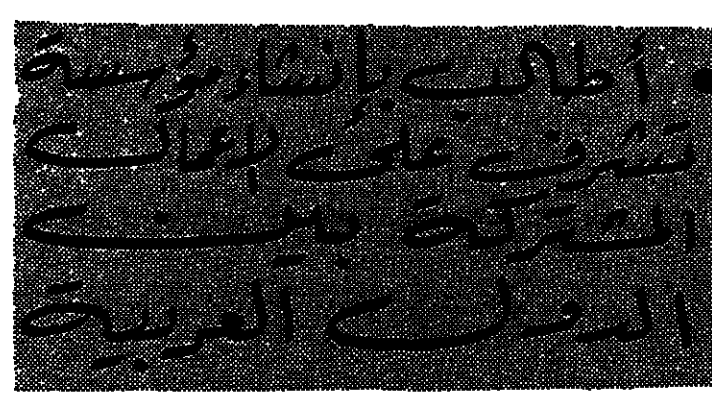 • أطالب بإنشاء مؤسسة
تشرف على الأعمال
المشتركة بين
الدول العربية